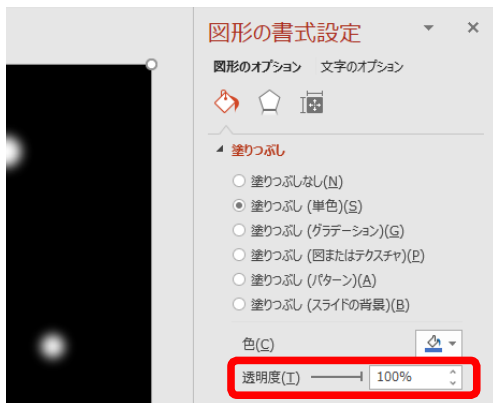 図形の書式設定
図形のオプション 文字のオプション
塗りつぶし
塗りつぶしなし(N)
塗りつぶし (単色)(S)
塗りつぶし (グラデーション)(G)
塗りつぶし (図またはテクスチャ)(P)
塗りつぶし (パターン)(A)
塗りつぶし (スライドの背景)(B)
色(C)
透明度(T) 100%